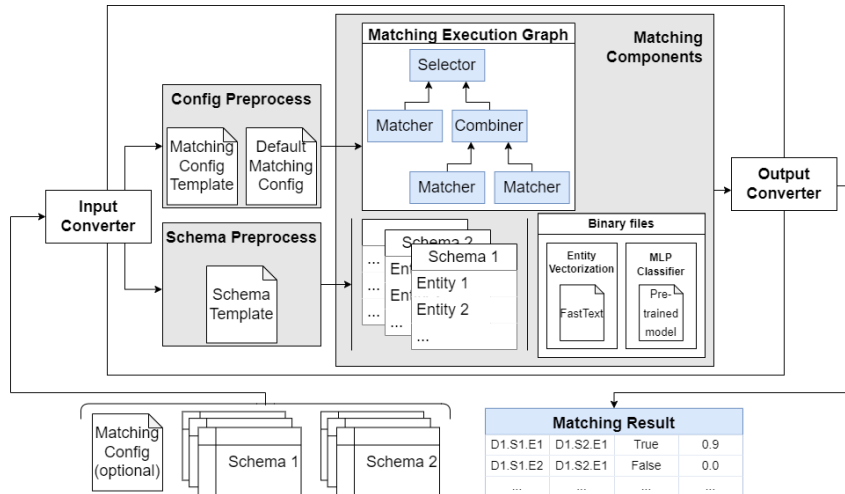 Matching Execution Graph
Matching
Components
Selector
Matcher
Combiner
Matcher
Matcher
Config Preprocess
Matching
Config
Template
Default
Matching
Config
Input
Converter
Output
Converter
Schema Preprocess
Schema
Template
...
...
Schema 2
Ent
Ent
...
Schema 1
Entity 1
Entity 2
...
Binary files
Entity
Vectorization
FastText
MLP
Classifier
Pre-
trained
model
Matching
Config
(optional)
Schema 1
Schema 2
Matching Result
D1.S1.E1 D1.S2.E1 True 0.9
D1.S1.E2 D1.S2.E1 False 0.0
... ... ... ...